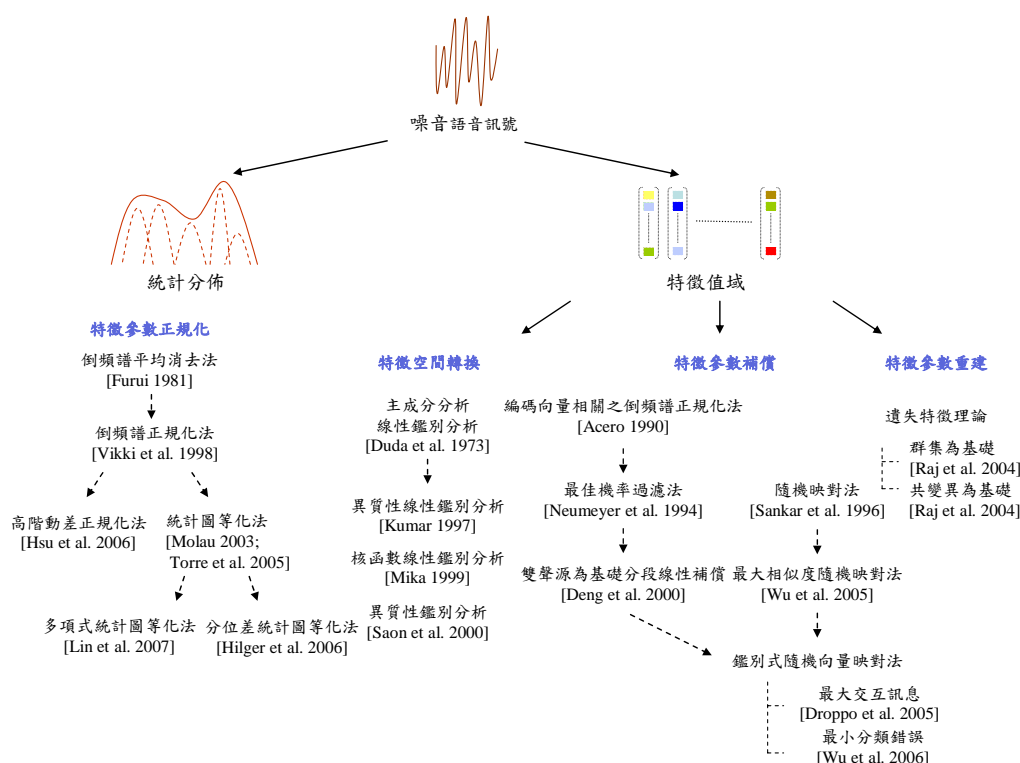 噪音語音訊號
統計分佈
特徵值域
特徵參數正規化
倒頻譜平均消去法
[Furui 1981]
倒頻譜正規化法
[Vikki et al. 1998]
高階動差正規化法
[Hsu et al. 2006]
統計圖等化法
[Molau 2003;
Torre et al. 2005]
多項式統計圖等化法
[Lin et al. 2007]
分位差統計圖等化法
[Hilger et al. 2006]
特徵空間轉換
主成分分析
線性鑑別分析
[Duda et al. 1973]
異質性線性鑑別分析
[Kumar 1997]
核函數線性鑑別分析
[Mika 1999]
異質性鑑別分析
[Saon et al. 2000]
特徵參數補償
編碼向量相關之倒頻譜正規化法
[Acero 1990]
最佳機率過濾法
[Neumeyer et al. 1994]
雙聲源為基礎分段線性補償
[Deng et al. 2000]
隨機映對法
[Sankar et al. 1996]
最大相似度隨機映對法
[Wu et al. 2005]
鑑別式隨機向量映對法
最大交互訊息
[Droppo et al. 2005]
最小分類錯誤
[Wu et al. 2006]
特徵參數重建
遺失特徵理論
群集為基礎
[Raj et al. 2004]
共變異為基礎
[Raj et al. 2004]